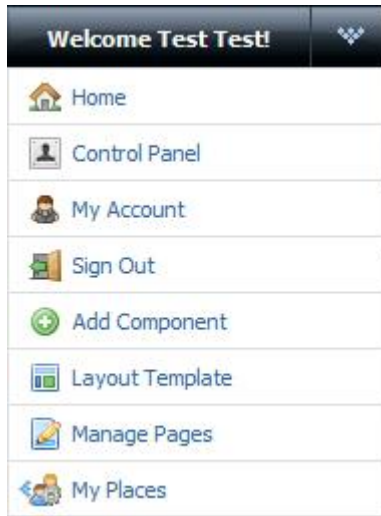 Welcome Test Test!
Home
Control Panel
My Account
Sign Out
Add Component
Layout Template
Manage Pages
My Places